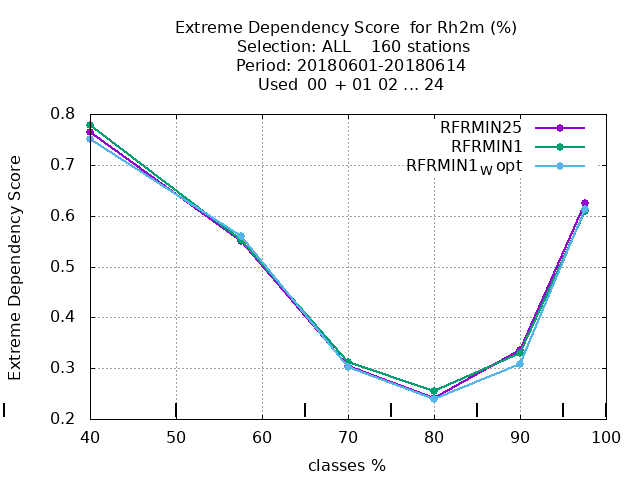 Extreme Dependency Score  for Rh2m (%)
Selection: ALL    160 stations
Period: 20180601-20180614
Used  00 + 01 02 ... 24
RFRMIN25
RFRMIN1
RFRMIN1w opt
Extreme Dependency Score
0.8
0.7
0.6
0.5
0.4
0.3
0.2
40 50 60 70 80 90 100
classes %